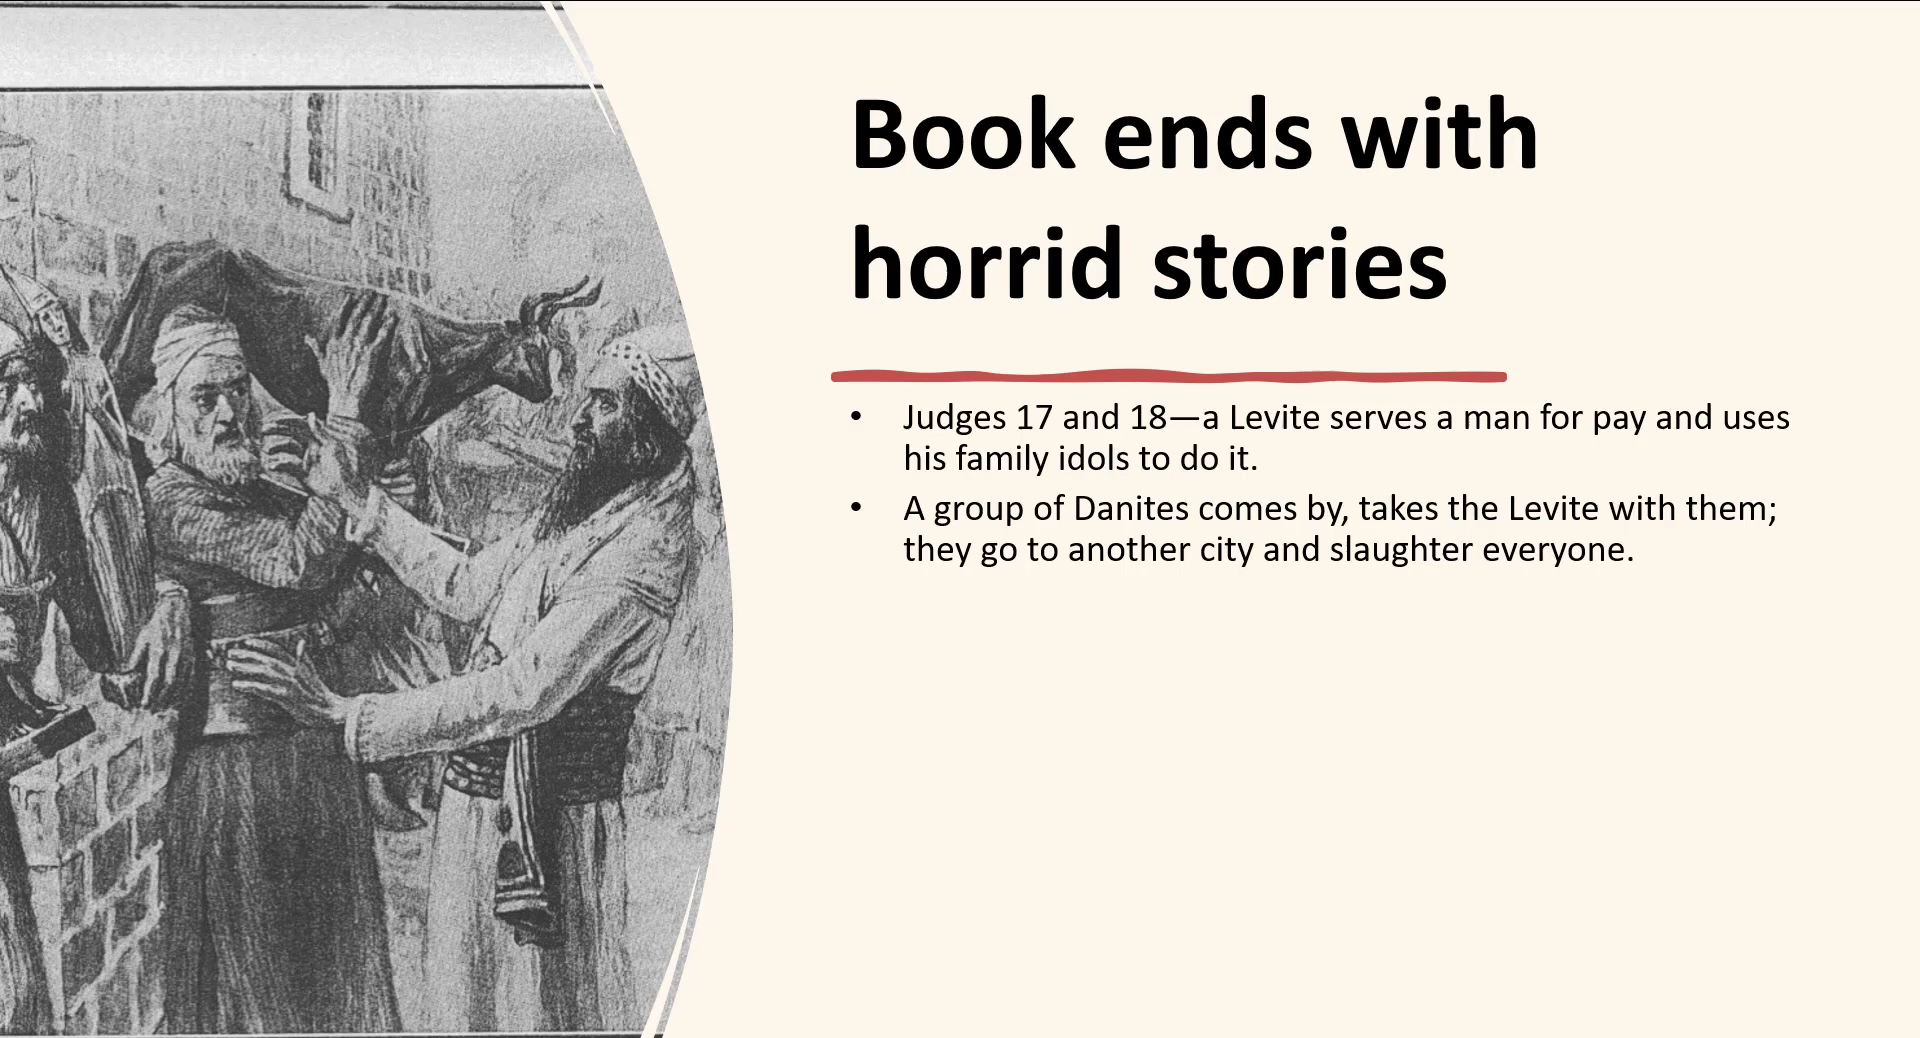 Book ends with
horrid stories
• Judges 17 and 18—a Levite serves a man for pay and uses
his family idols to do it.
• A group of Danites comes by, takes the Levite with them;
they go to another city and slaughter everyone.